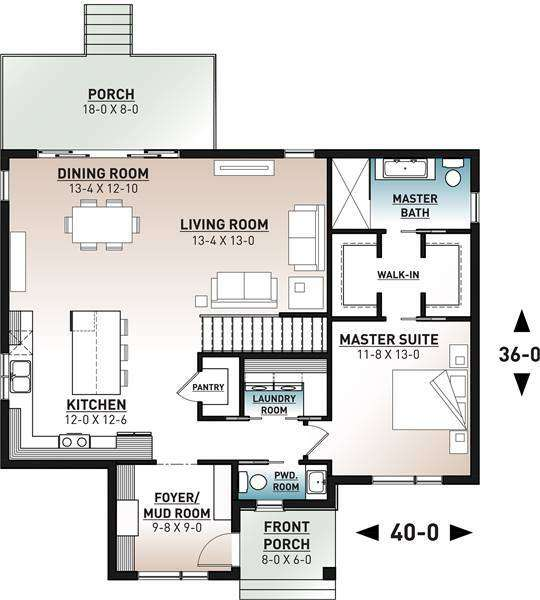 PORCH
18-0 X 8-0
DINING ROOM
13-4 X 12-10
LIVING ROOM
13-4 X 13-0
MASTER
BATH
WALK-IN
MASTER SUITE
11-8 X 13-0
36-0
PANTRY
LAUNDRY
ROOM
KITCHEN
12-0 X 12-6
PWD.
ROOM
FOYER/
MUD ROOM
9-8 X 9-0
FRONT
PORCH
8-0 X 6-0
40-0